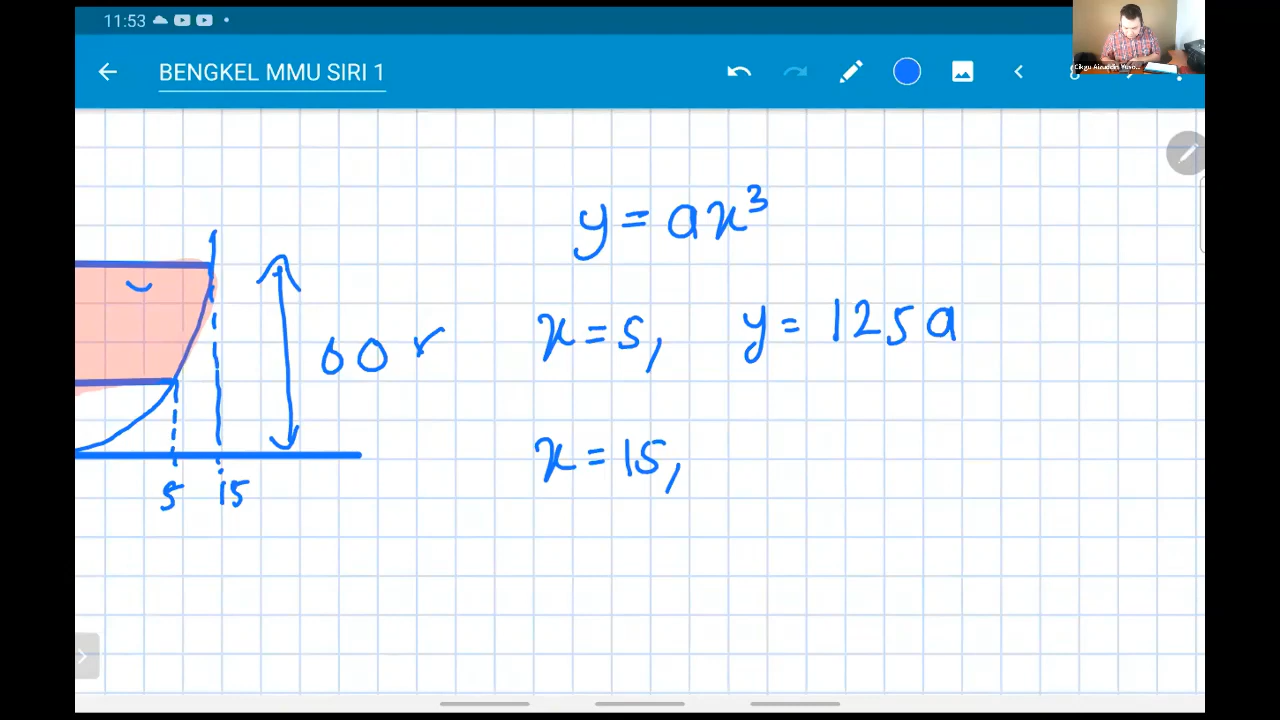 11:53
BENGKEL MMU SIRI 1
y = ax³
x = 5, y = 125a
60
x = 15,
5 15